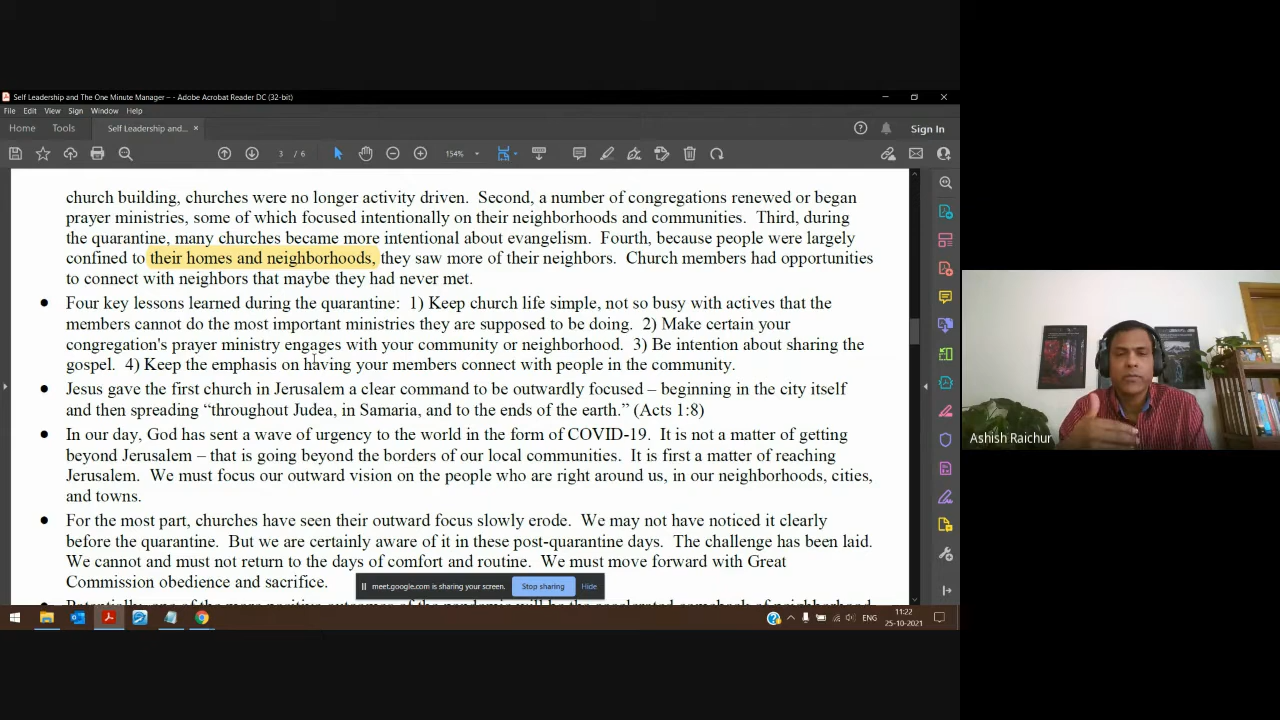 Self Leadership and The One Minute Manager – - Adobe Acrobat Reader DC (32-bit)
File Edit View Sign Window Help
Home Tools Self Leadership and... × Sign In
3 / 6 154%
church building, churches were no longer activity driven. Second, a number of congregations renewed or began
prayer ministries, some of which focused intentionally on their neighborhoods and communities. Third, during
the quarantine, many churches became more intentional about evangelism. Fourth, because people were largely
confined to their homes and neighborhoods, they saw more of their neighbors. Church members had opportunities
to connect with neighbors that maybe they had never met.
● Four key lessons learned during the quarantine: 1) Keep church life simple, not so busy with actives that the
members cannot do the most important ministries they are supposed to be doing. 2) Make certain your
congregation's prayer ministry engages with your community or neighborhood. 3) Be intention about sharing the
gospel. 4) Keep the emphasis on having your members connect with people in the community.
● Jesus gave the first church in Jerusalem a clear command to be outwardly focused – beginning in the city itself
and then spreading “throughout Judea, in Samaria, and to the ends of the earth.” (Acts 1:8)
● In our day, God has sent a wave of urgency to the world in the form of COVID-19. It is not a matter of getting
beyond Jerusalem – that is going beyond the borders of our local communities. It is first a matter of reaching
Jerusalem. We must focus our outward vision on the people who are right around us, in our neighborhoods, cities,
and towns.
● For the most part, churches have seen their outward focus slowly erode. We may not have noticed it clearly
before the quarantine. But we are certainly aware of it in these post-quarantine days. The challenge has been laid.
We cannot and must not return to the days of comfort and routine. We must move forward with Great
Commission obedience and sacrifice.
meet.google.com is sharing your screen. Stop sharing Hide
ENG 11:22
25-10-2021
Ashish Raichur